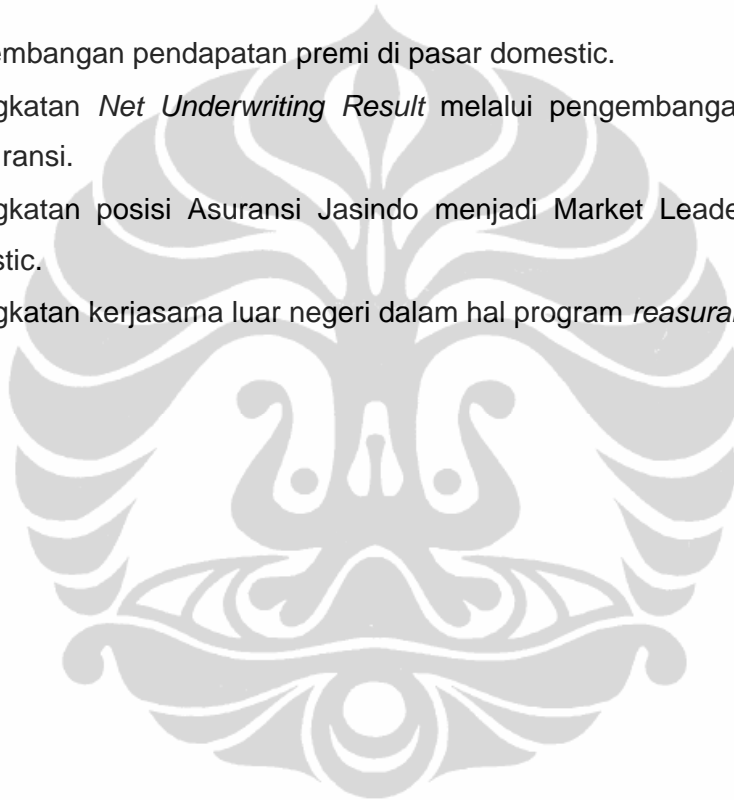 embangan pendapatan premi di pasar domestic.
gkatan Net Underwriting Result melalui pengembanga
ransi.
gkatan posisi Asuransi Jasindo menjadi Market Leade
stic.
gkatan kerjasama luar negeri dalam hal program reasura